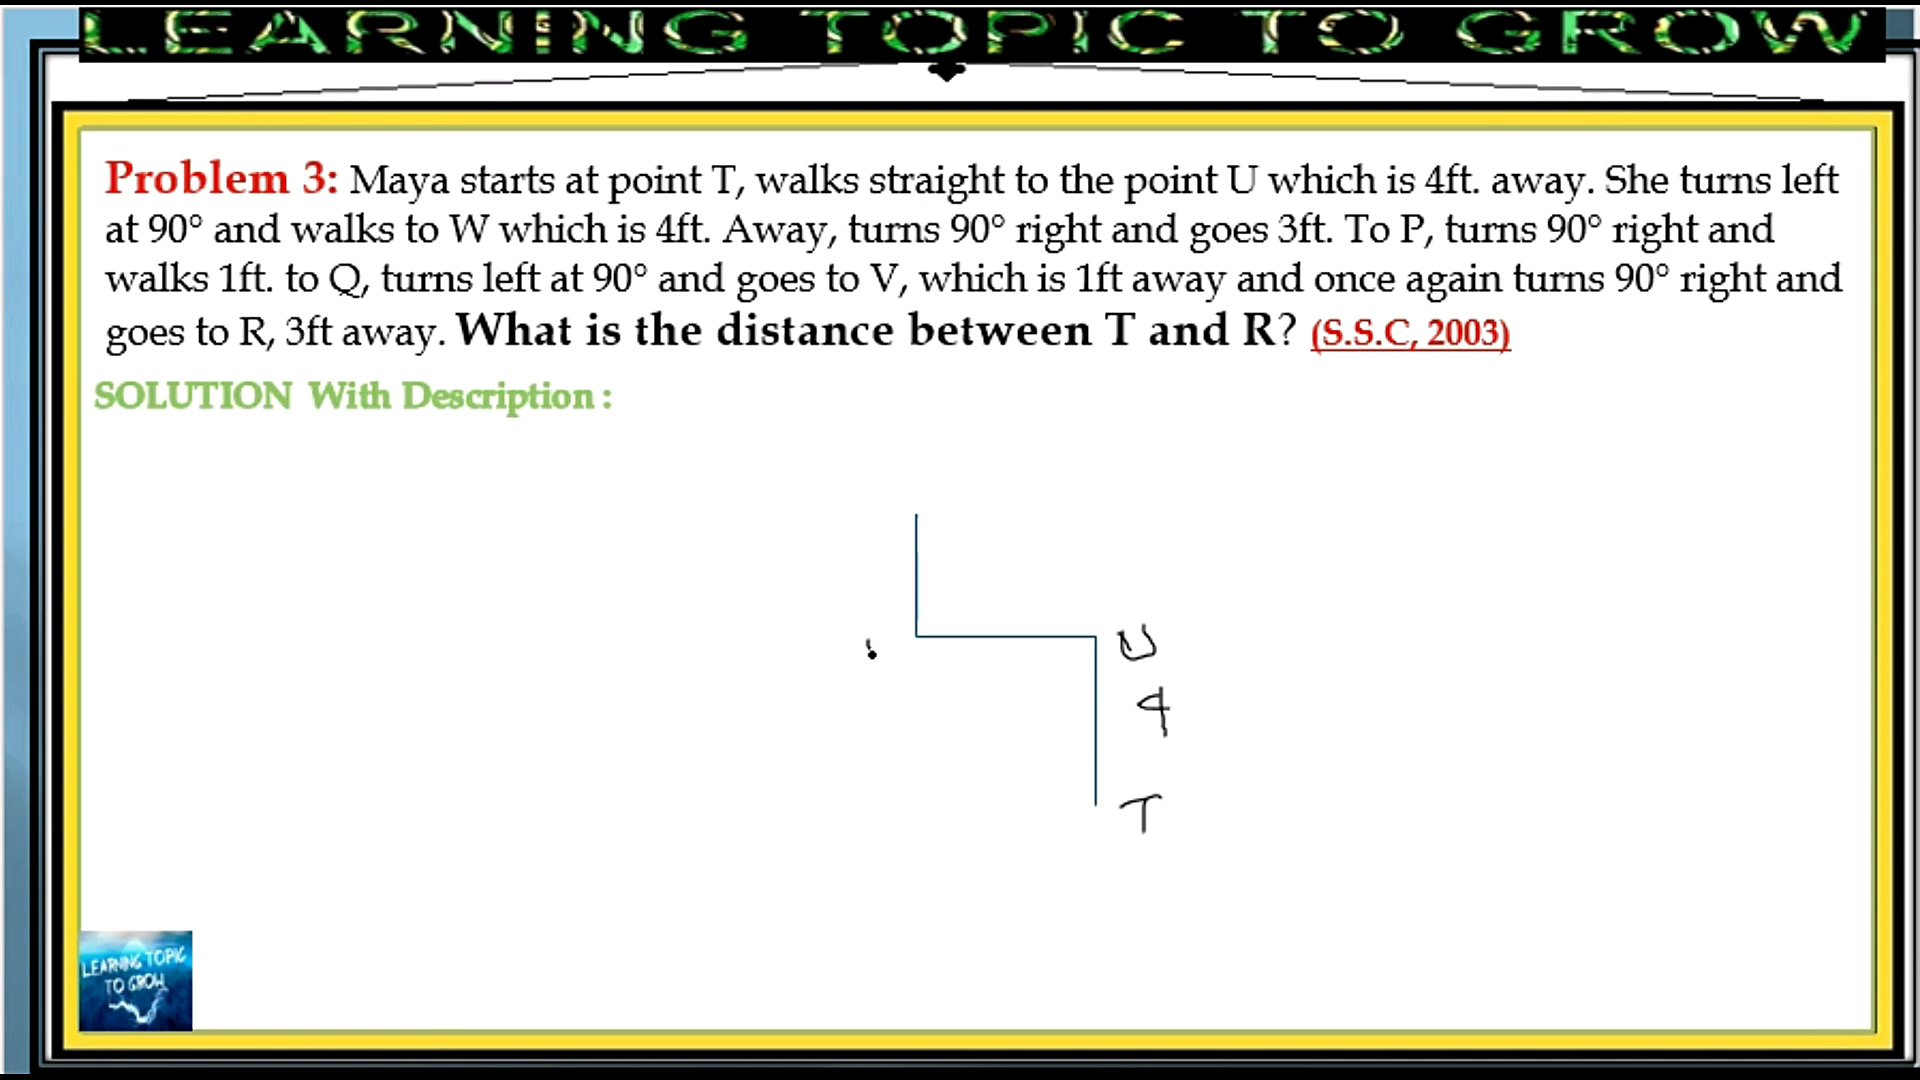 LEARNING TOPIC TO GROW
Problem 3: Maya starts at point T, walks straight to the point U which is 4ft. away. She turns left
at 90° and walks to W which is 4ft. Away, turns 90° right and goes 3ft. To P, turns 90° right and
walks 1ft. to Q, turns left at 90° and goes to V, which is 1ft away and once again turns 90° right and
goes to R, 3ft away. What is the distance between T and R? (S.S.C, 2003)
SOLUTION With Description :
U
4
T
LEARNING TOPIC
TO GROW